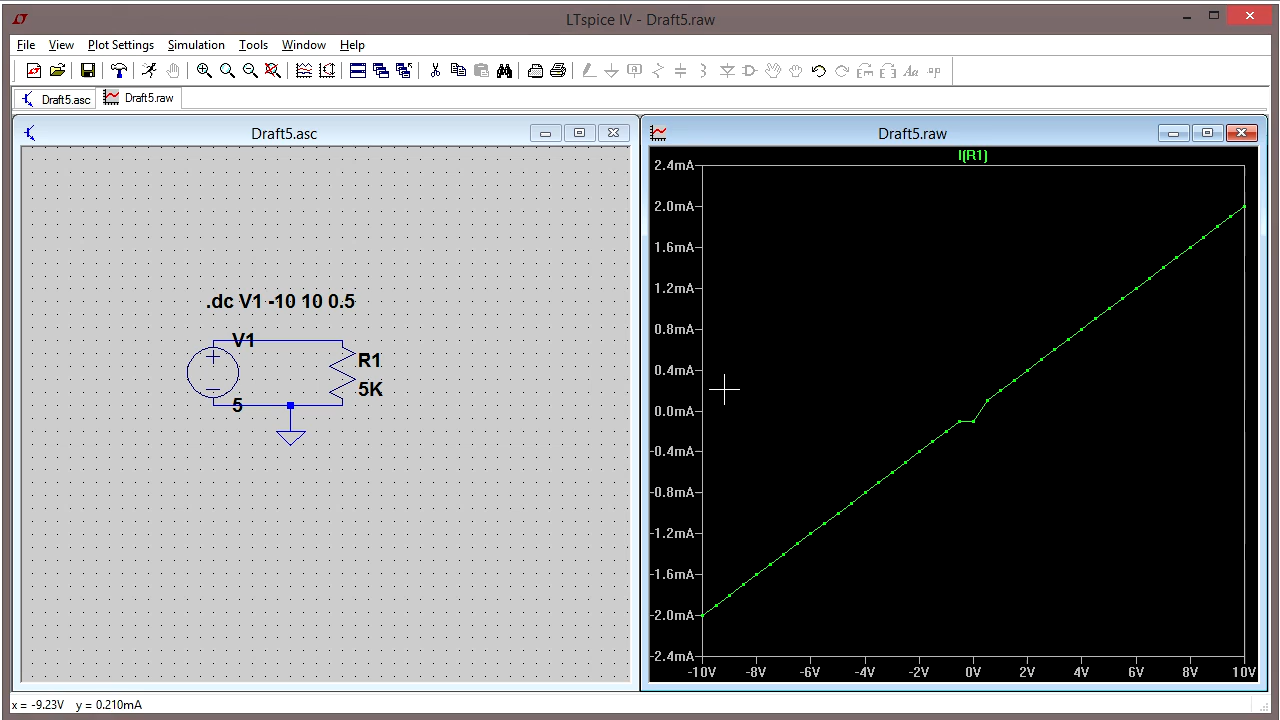 LTspice IV - Draft5.raw
File View Plot Settings Simulation Tools Window Help
Aa .op
Draft5.asc Draft5.raw
Draft5.asc
.dc V1 -10 10 0.5
V1
R1
5K
5
Draft5.raw
I(R1)
2.4mA
2.0mA
1.6mA
1.2mA
0.8mA
0.4mA
0.0mA
-0.4mA
-0.8mA
-1.2mA
-1.6mA
-2.0mA
-2.4mA
-10V -8V -6V -4V -2V 0V 2V 4V 6V 8V 10V
x = -9.23V y = 0.210mA